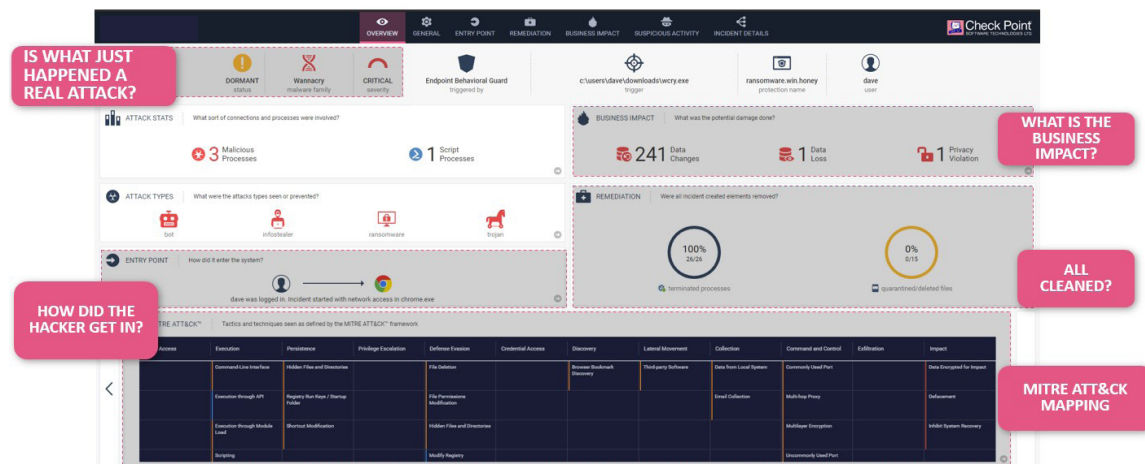 OVERVIEW
GENERAL
ENTRY POINT
REMEDIATION
BUSINESS IMPACT
SUSPICIOUS ACTIVITY
INCIDENT DETAILS
Check Point
SOFTWARE TECHNOLOGIES LTD.
IS WHAT JUST
HAPPENED A
REAL ATTACK?
DORMANT
status
Wannacry
malware family
CRITICAL
severity
Endpoint Behavioral Guard
triggered by
c:\users\dave\downloads\wcry.exe
trigger
ransomware.win.honey
protection name
dave
user
ATTACK STATS
What sort of connections and processes were involved?
3 Malicious
Processes
1 Script
Processes
BUSINESS IMPACT
What was the potential damage done?
241 Data
Changes
1 Data
Loss
1 Privacy
Violation
WHAT IS THE
BUSINESS
IMPACT?
ATTACK TYPES
What were the attacks types seen or prevented?
bot
infostealer
ransomware
trojan
REMEDIATION
Were all incident created elements removed?
100%
26/26
terminated processes
0%
0/15
quarantined/deleted files
ALL
CLEANED?
ENTRY POINT
How did it enter the system?
dave was logged in. Incident started with network access in chrome.exe
HOW DID THE
HACKER GET IN?
TRE ATT&CK™
Tactics and techniques seen as defined by the MITRE ATT&CK™ framework
Access
Execution
Persistence
Privilege Escalation
Defense Evasion
Credential Access
Discovery
Lateral Movement
Collection
Command and Control
Exfiltration
Impact
Command-Line Interface
Hidden Files and Directories
File Deletion
Browser Bookmark
Discovery
Third-party Software
Data from Local System
Commonly Used Port
Data Encrypted for Impact
Execution through API
Registry Run Keys / Startup
Folder
File Permissions
Modification
Email Collection
Multi-hop Proxy
Defacement
Execution through Module
Load
Shortcut Modification
Hidden Files and Directories
Multilayer Encryption
Inhibit System Recovery
Scripting
Modify Registry
Uncommonly Used Port
MITRE ATT&CK
MAPPING